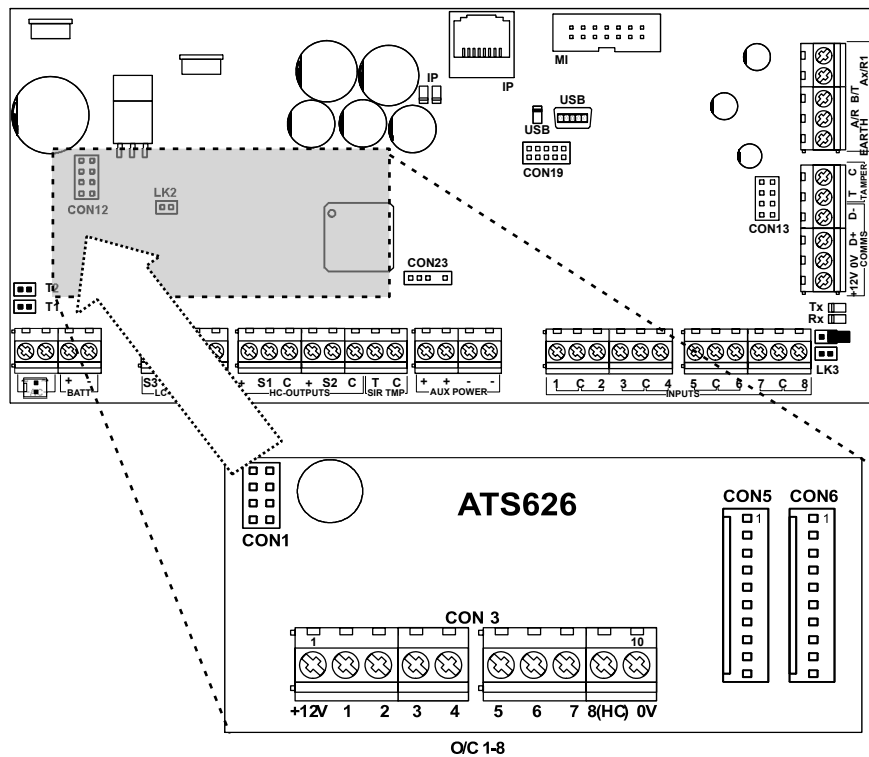 MI
IP
IP
USB
USB
CON19
Ax/R1
B/T
A/R
EARTH
C
T
TAMPER
D-
D+
0V
+12V
COMMS
CON13
CON12
LK2
CON23
T2
T1
Tx
Rx
LK3
+
BATT
S3
LC
+ S1 C + S2 C T C
HC-OUTPUTS SIR TMP
+ + - -
AUX POWER
1 C 2 3 C 4 5 C 6 7 C 8
INPUTS
ATS626
CON1
CON5 CON6
1 1
CON 3
1 10
+12V 1 2 3 4 5 6 7 8(HC) 0V
O/C 1-8